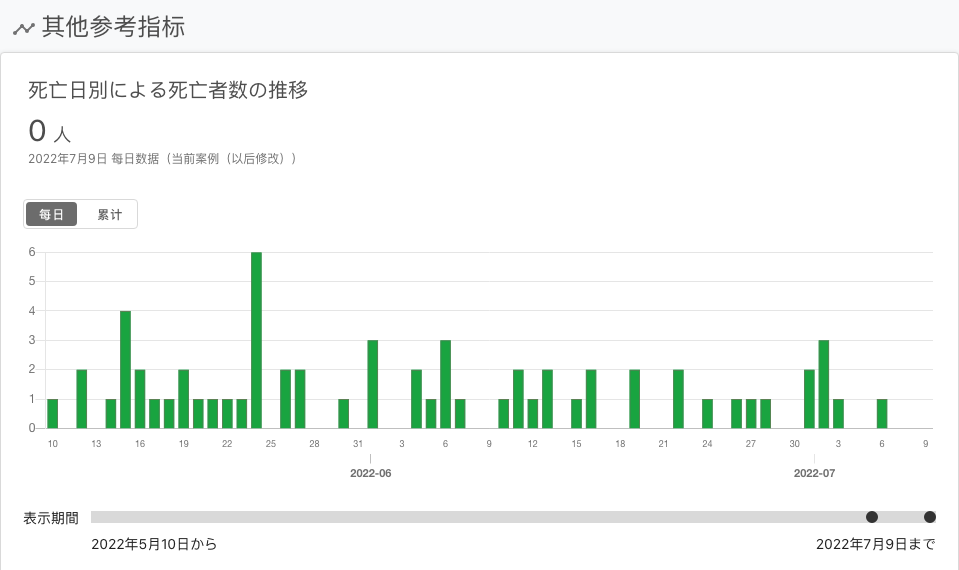 其他参考指标
死亡日別による死亡者数の推移
0 人
2022年7月9日 每日数据（当前案例（以后修改））
每日 累计
6
5
4
3
2
1
0
10 13 16 19 22 25 28 31 3 6 9 12 15 18 21 24 27 30 3 6 9
2022-06 2022-07
表示期間
2022年5月10日から 2022年7月9日まで